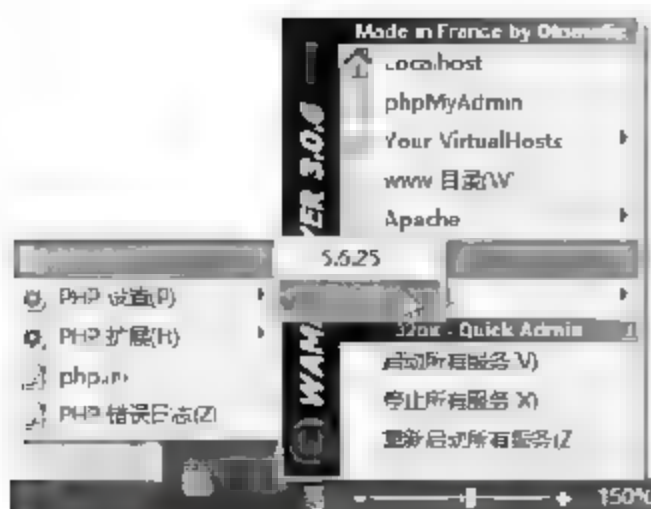 Made in France by Otomatic
Localhost
phpMyAdmin
Your VirtualHosts
www 目录(W
Apache
5.6.25
PHP 设置(P)
PHP 扩展(H)
php.ini
PHP 错误日志(Z)
- Quick Admin
启动所有服务 V)
停止所有服务 X)
重新启动所有服务(Z
150%